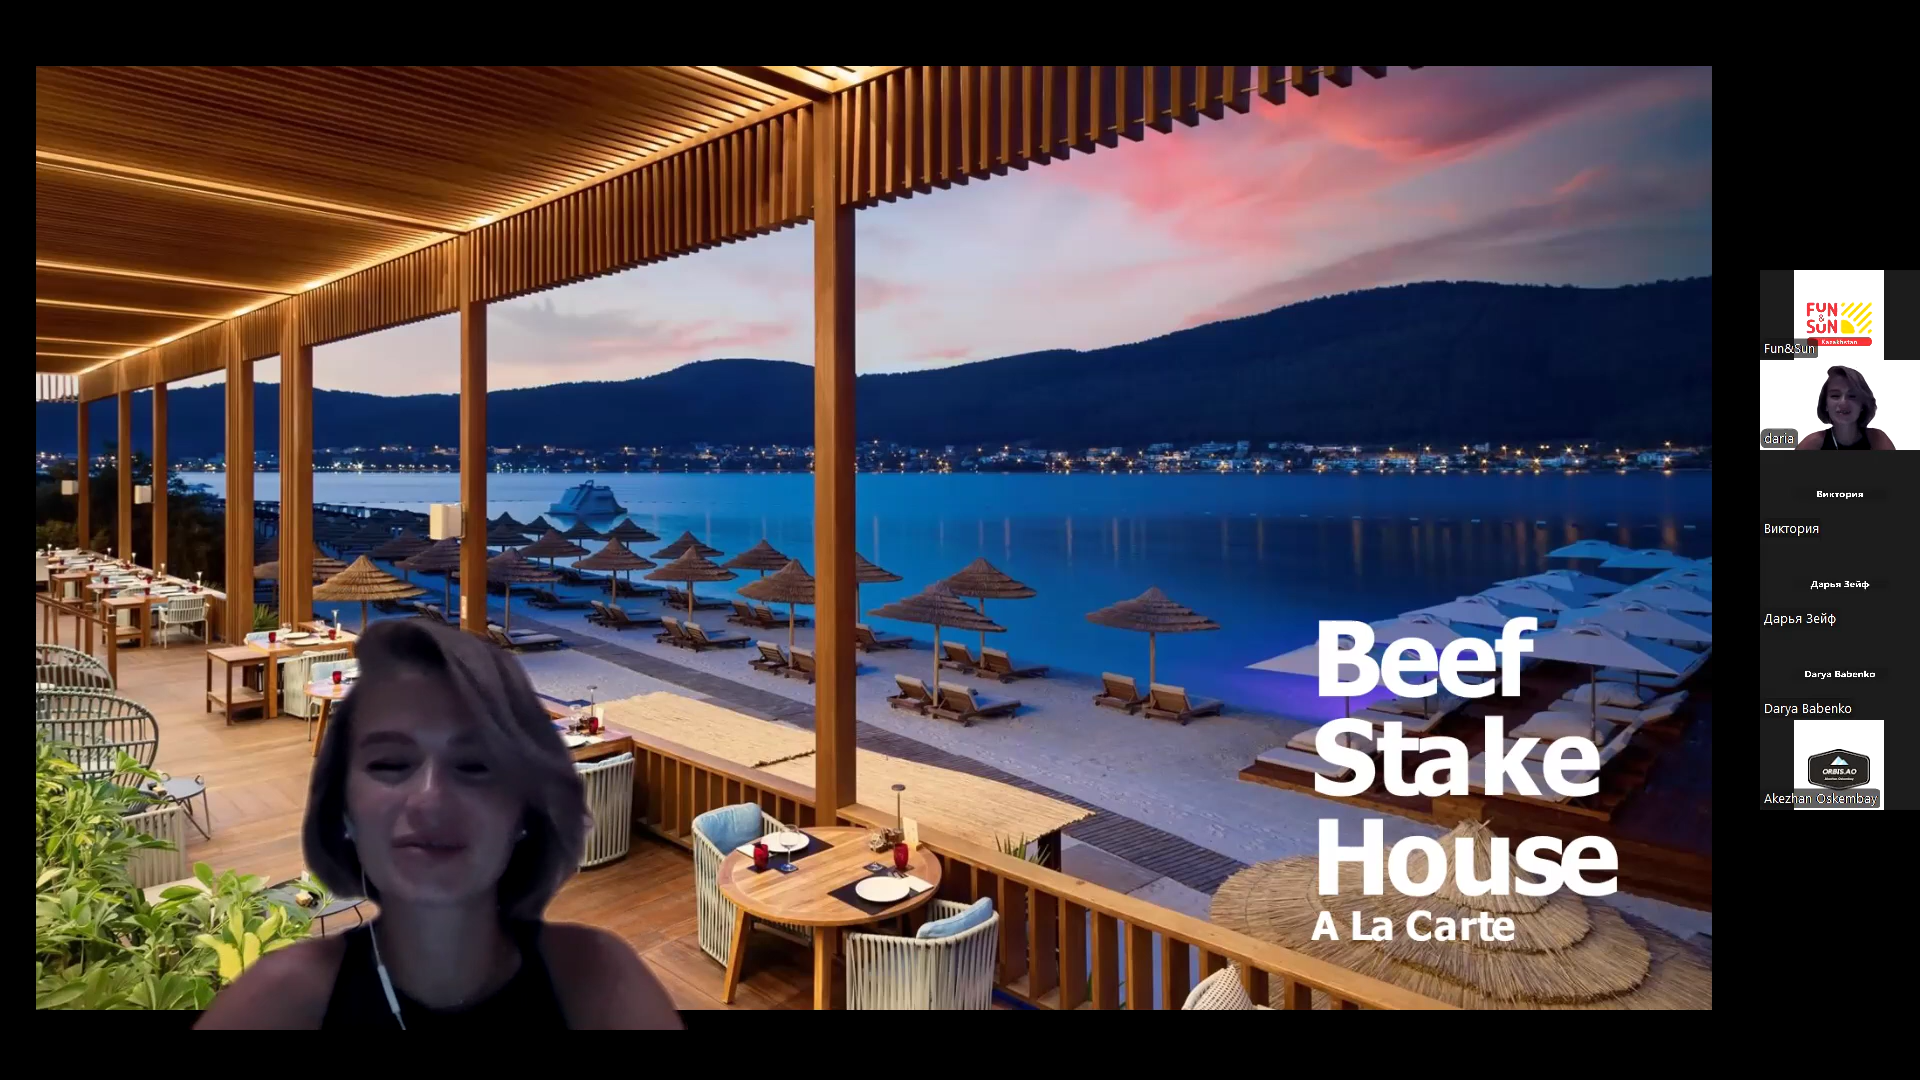 Beef
Stake
House
A La Carte
FUN
&
SUN
Kazakhstan
Fun&Sun
daria
Виктория
Виктория
Дарья Зейф
Дарья Зейф
Darya Babenko
Darya Babenko
ORBIS.AO
Akezhan Oskembay